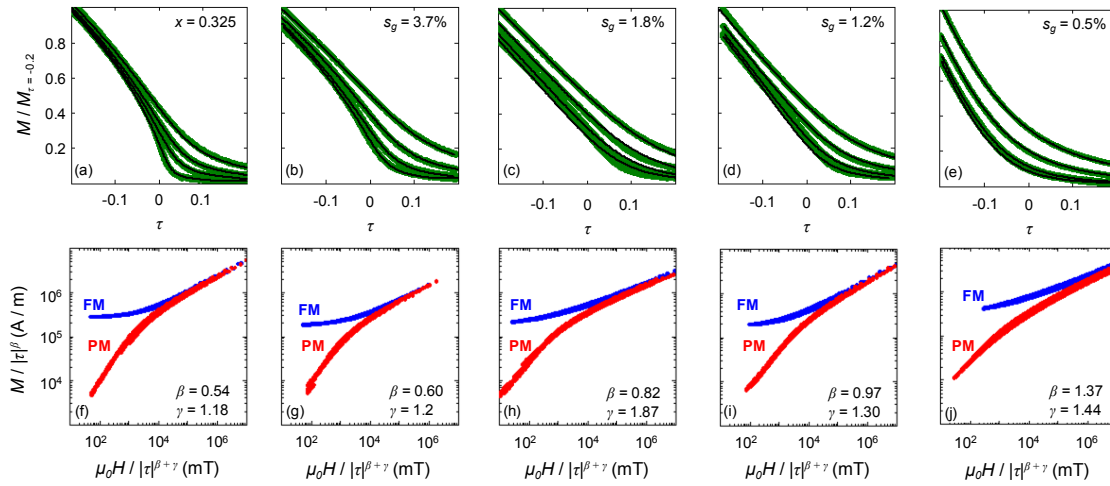 x = 0.325
s_g = 3.7%
s_g = 1.8%
s_g = 1.2%
s_g = 0.5%
M / M_τ = -0.2
0.8
0.6
0.4
0.2
(a)
(b)
(c)
(d)
(e)
-0.1 0 0.1
-0.1 0 0.1
-0.1 0 0.1
-0.1 0 0.1
-0.1 0 0.1
τ
τ
τ
τ
τ
M / |τ|^β (A / m)
10^6
10^5
10^4
FM
PM
β = 0.54
(f) γ = 1.18
FM
PM
β = 0.60
(g) γ = 1.2
FM
PM
β = 0.82
(h) γ = 1.87
FM
PM
β = 0.97
(i) γ = 1.30
FM
PM
β = 1.37
(j) γ = 1.44
10^2 10^4 10^6
10^2 10^4 10^6
10^2 10^4 10^6
10^2 10^4 10^6
10^2 10^4 10^6
μ_0H / |τ|^β + γ (mT)
μ_0H / |τ|^β + γ (mT)
μ_0H / |τ|^β + γ (mT)
μ_0H / |τ|^β + γ (mT)
μ_0H / |τ|^β + γ (mT)